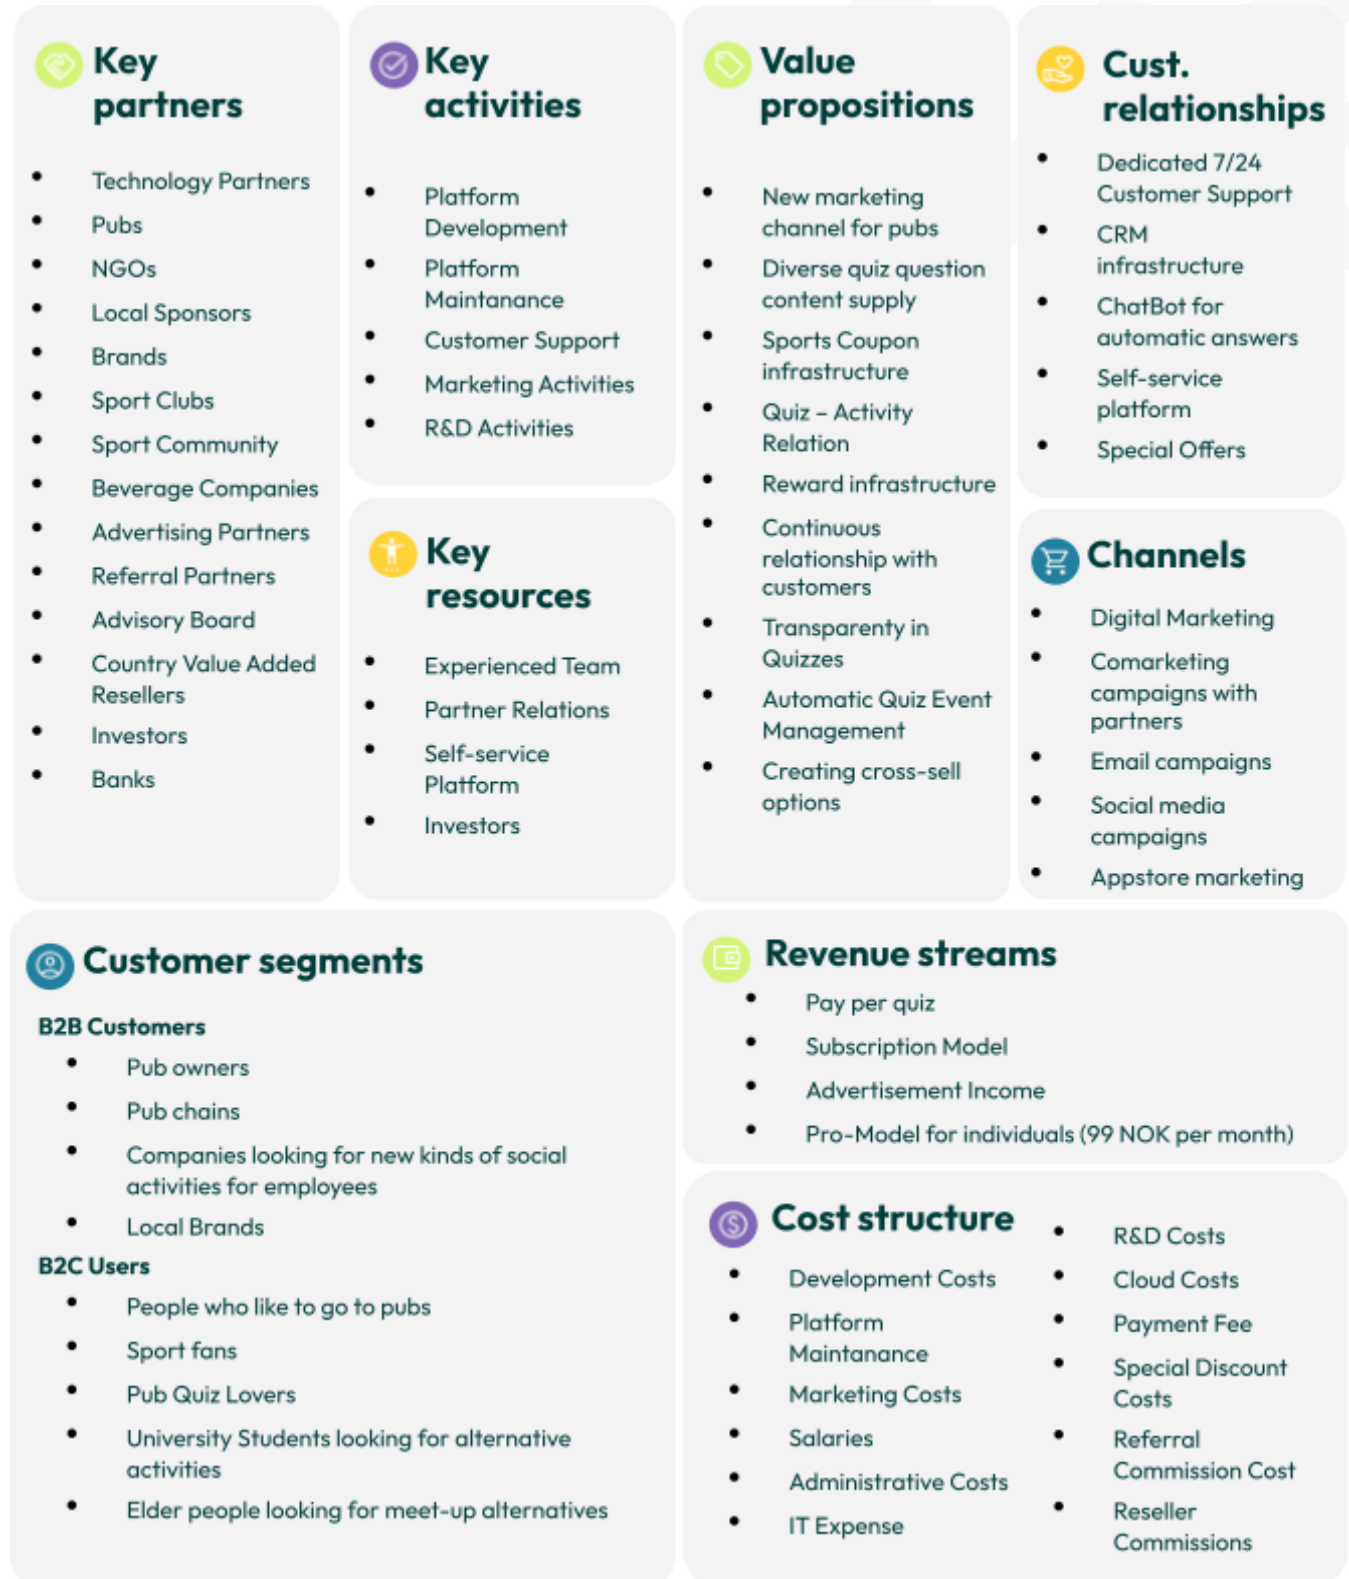 Key
partners
• Technology Partners
• Pubs
• NGOs
• Local Sponsors
• Brands
• Sport Clubs
• Sport Community
• Beverage Companies
• Advertising Partners
• Referral Partners
• Advisory Board
• Country Value Added
Resellers
• Investors
• Banks
Key
activities
• Platform
Development
• Platform
Maintanance
• Customer Support
• Marketing Activities
• R&D Activities
Key
resources
• Experienced Team
• Partner Relations
• Self-service
Platform
• Investors
Value
propositions
• New marketing
channel for pubs
• Diverse quiz question
content supply
• Sports Coupon
infrastructure
• Quiz – Activity
Relation
• Reward infrastructure
• Continuous
relationship with
customers
• Transparenty in
Quizzes
• Automatic Quiz Event
Management
• Creating cross-sell
options
Cust.
relationships
• Dedicated 7/24
Customer Support
• CRM
infrastructure
• ChatBot for
automatic answers
• Self-service
platform
• Special Offers
Channels
• Digital Marketing
• Comarketing
campaigns with
partners
• Email campaigns
• Social media
campaigns
• Appstore marketing
Customer segments
B2B Customers
• Pub owners
• Pub chains
• Companies looking for new kinds of social
activities for employees
• Local Brands
B2C Users
• People who like to go to pubs
• Sport fans
• Pub Quiz Lovers
• University Students looking for alternative
activities
• Elder people looking for meet-up alternatives
Revenue streams
• Pay per quiz
• Subscription Model
• Advertisement Income
• Pro-Model for individuals (99 NOK per month)
Cost structure
• Development Costs
• Platform
Maintanance
• Marketing Costs
• Salaries
• Administrative Costs
• IT Expense
• R&D Costs
• Cloud Costs
• Payment Fee
• Special Discount
Costs
• Referral
Commission Cost
• Reseller
Commissions